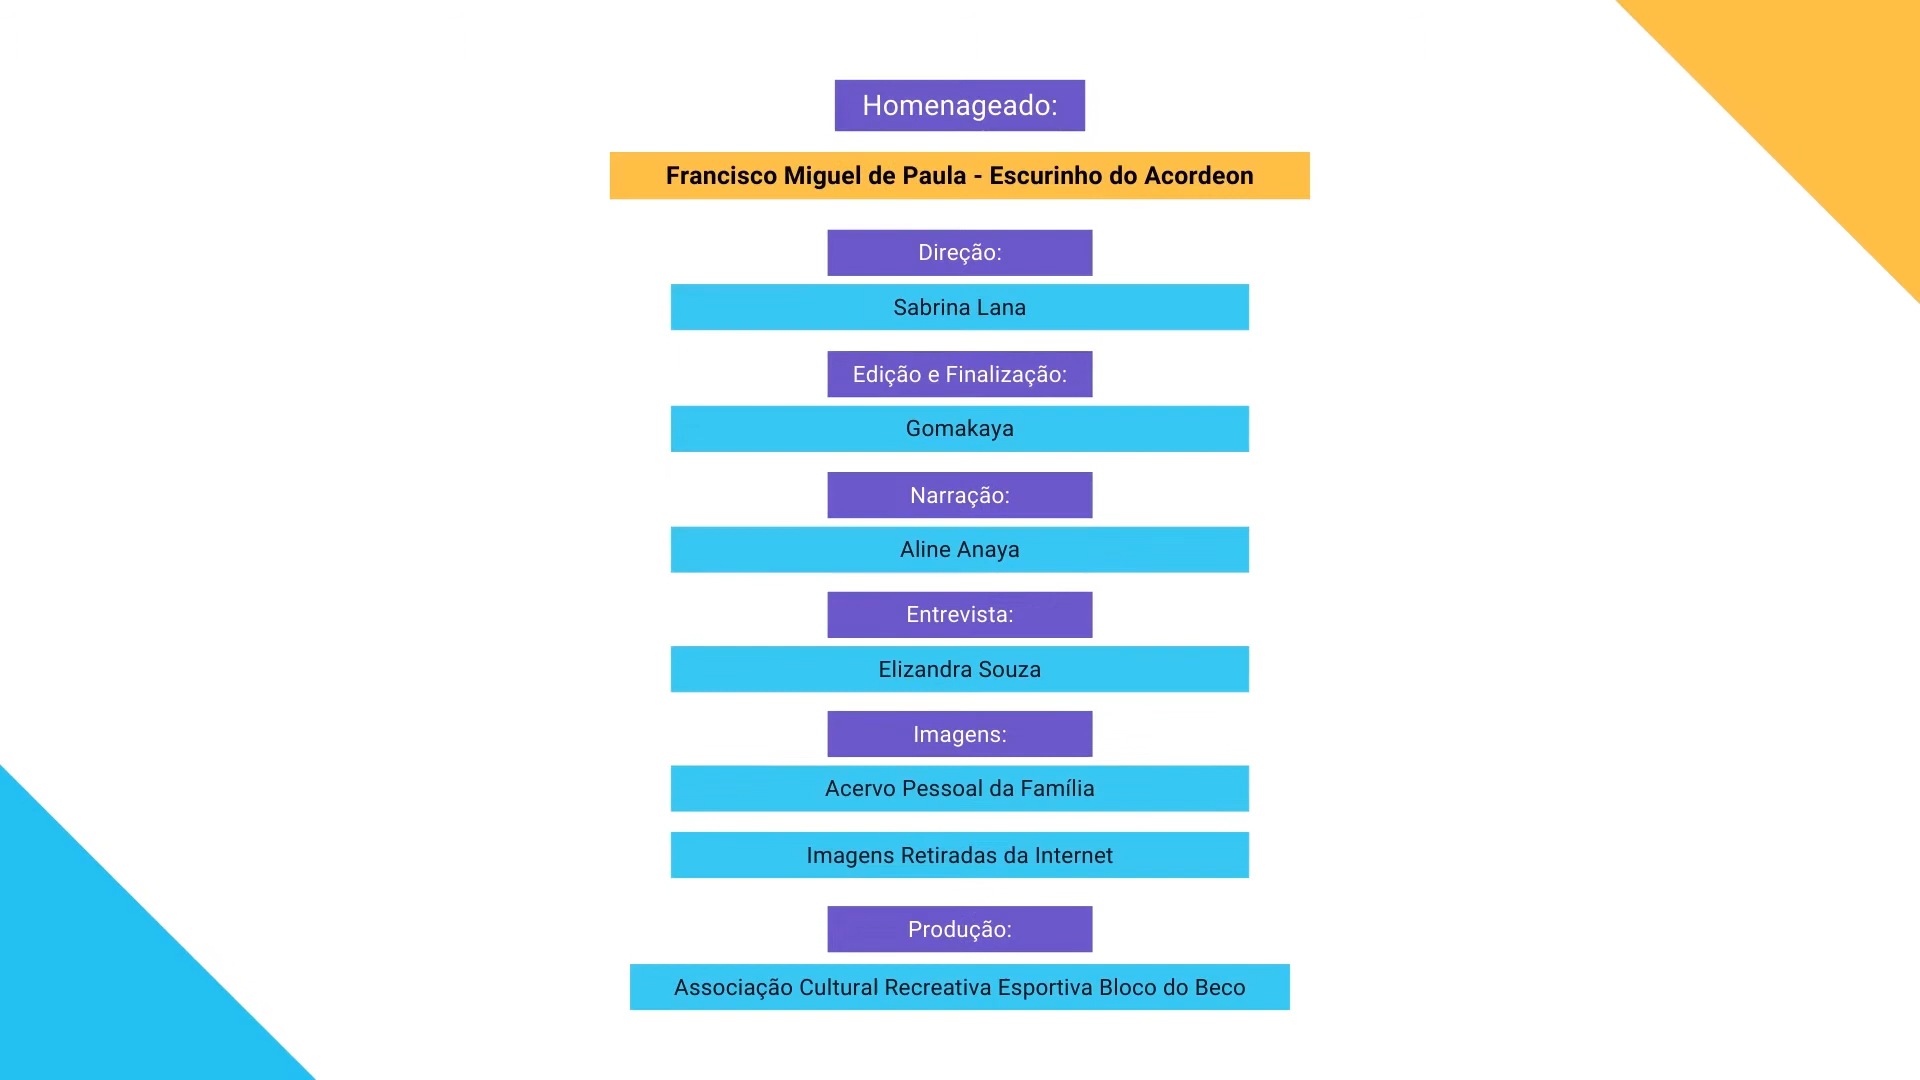 Homenageado:
Francisco Miguel de Paula - Escurinho do Acordeon
Direção:
Sabrina Lana
Edição e Finalização:
Gomakaya
Narração:
Aline Anaya
Entrevista:
Elizandra Souza
Imagens:
Acervo Pessoal da Família
Imagens Retiradas da Internet
Produção:
Associação Cultural Recreativa Esportiva Bloco do Beco